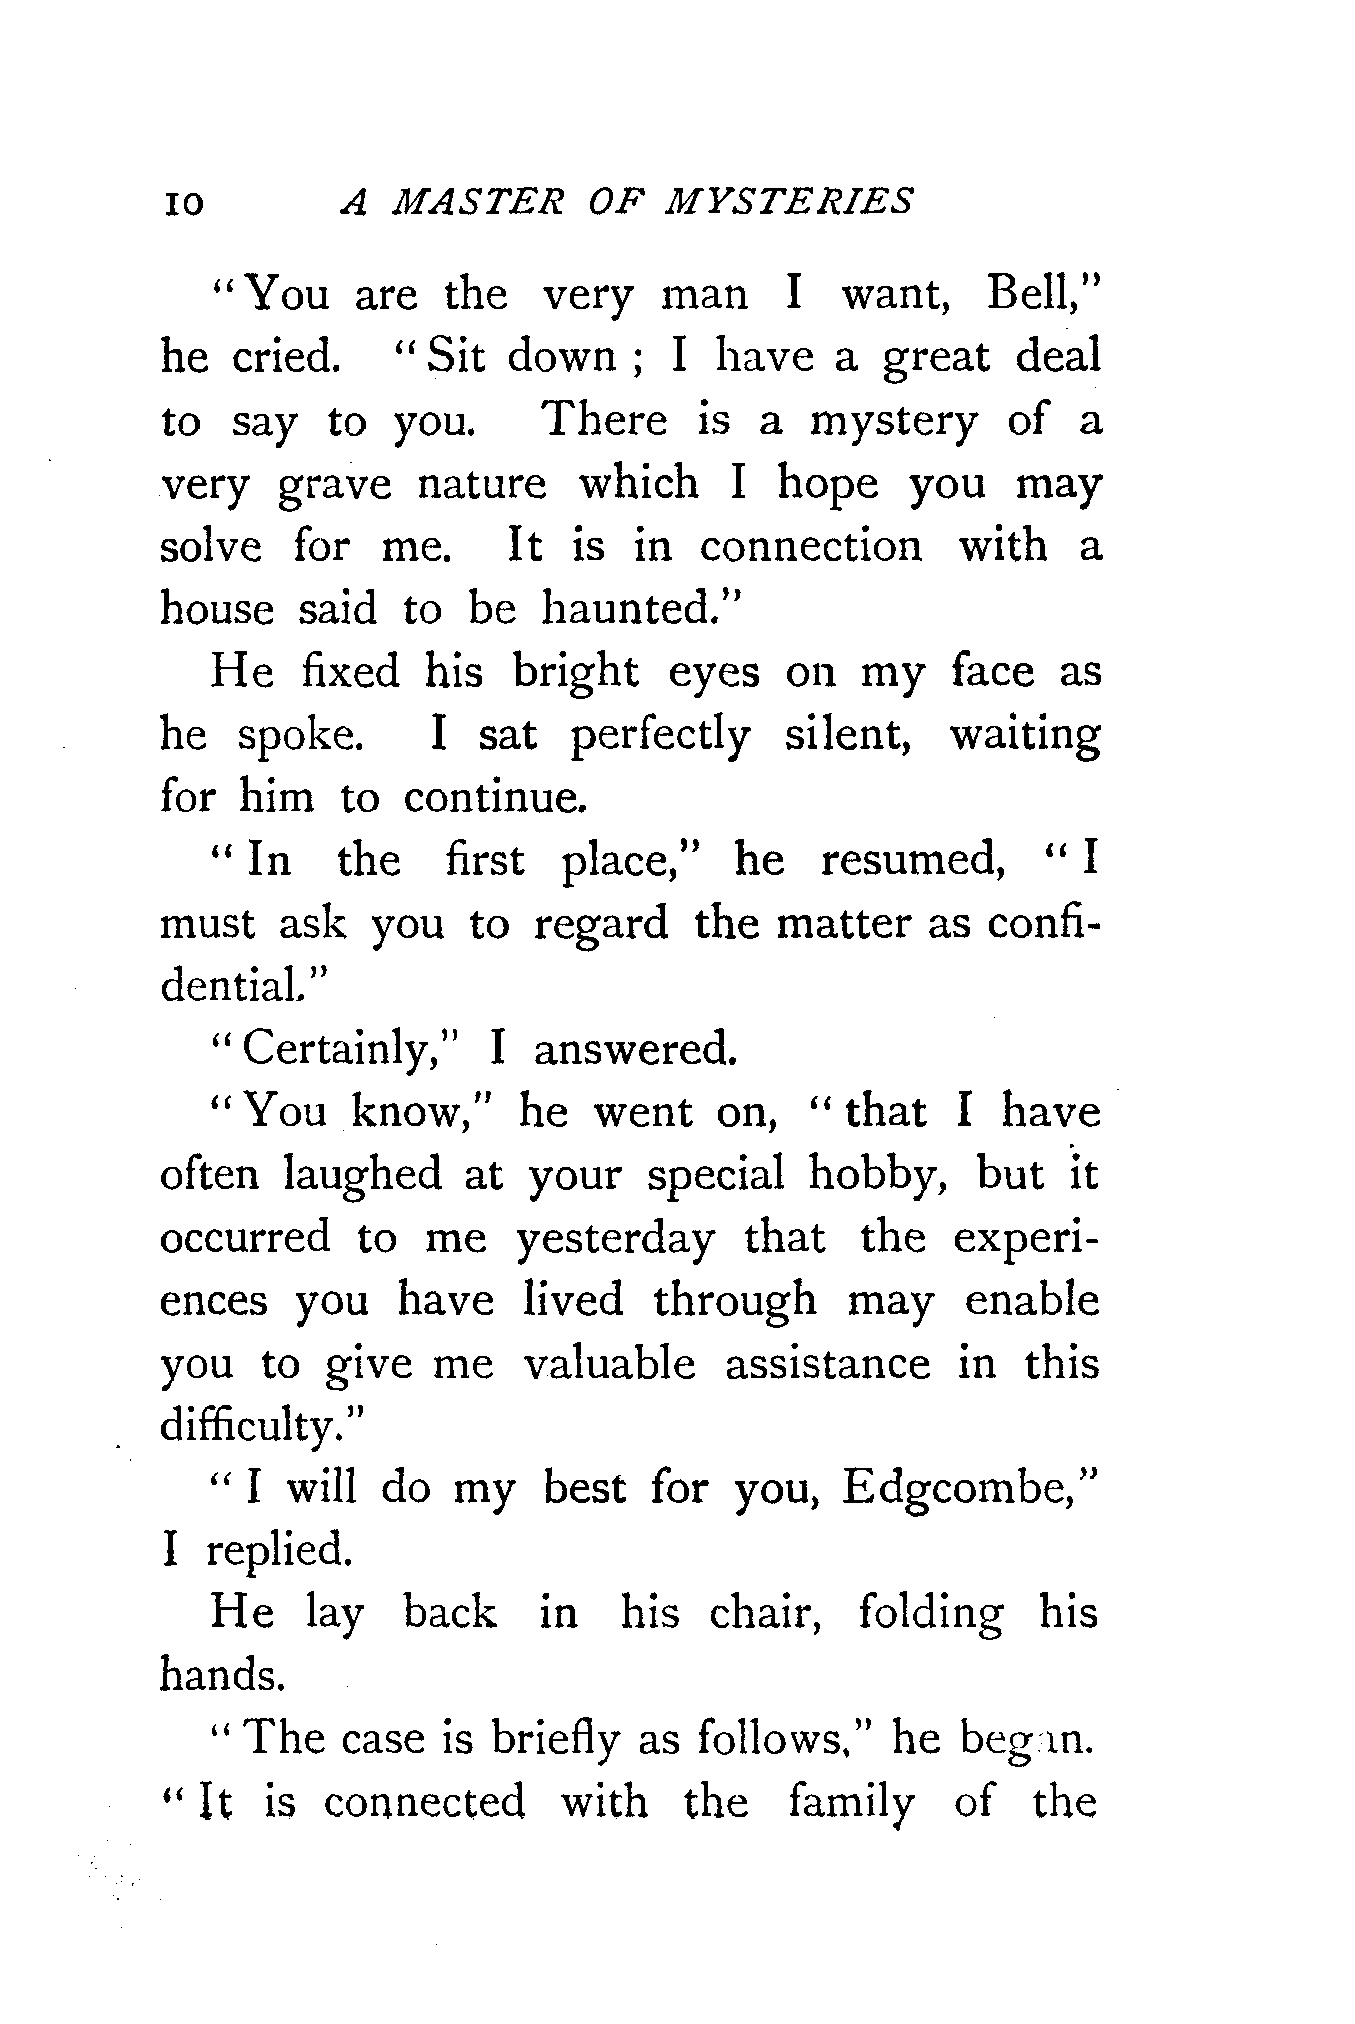 10 A MASTER OF MYSTERIES
"You are the very man I want, Bell,"
he cried. "Sit down; I have a great deal
to say to you. There is a mystery of a
very grave nature which I hope you may
solve for me. It is in connection with a
house said to be haunted."
He fixed his bright eyes on my face as
he spoke. I sat perfectly silent, waiting
for him to continue.
"In the first place," he resumed, "I
must ask you to regard the matter as confi-
dential."
"Certainly," I answered.
"You know," he went on, "that I have
often laughed at your special hobby, but it
occurred to me yesterday that the experi-
ences you have lived through may enable
you to give me valuable assistance in this
difficulty."
"I will do my best for you, Edgcombe,"
I replied.
He lay back in his chair, folding his
hands.
"The case is briefly as follows," he began.
"It is connected with the family of the